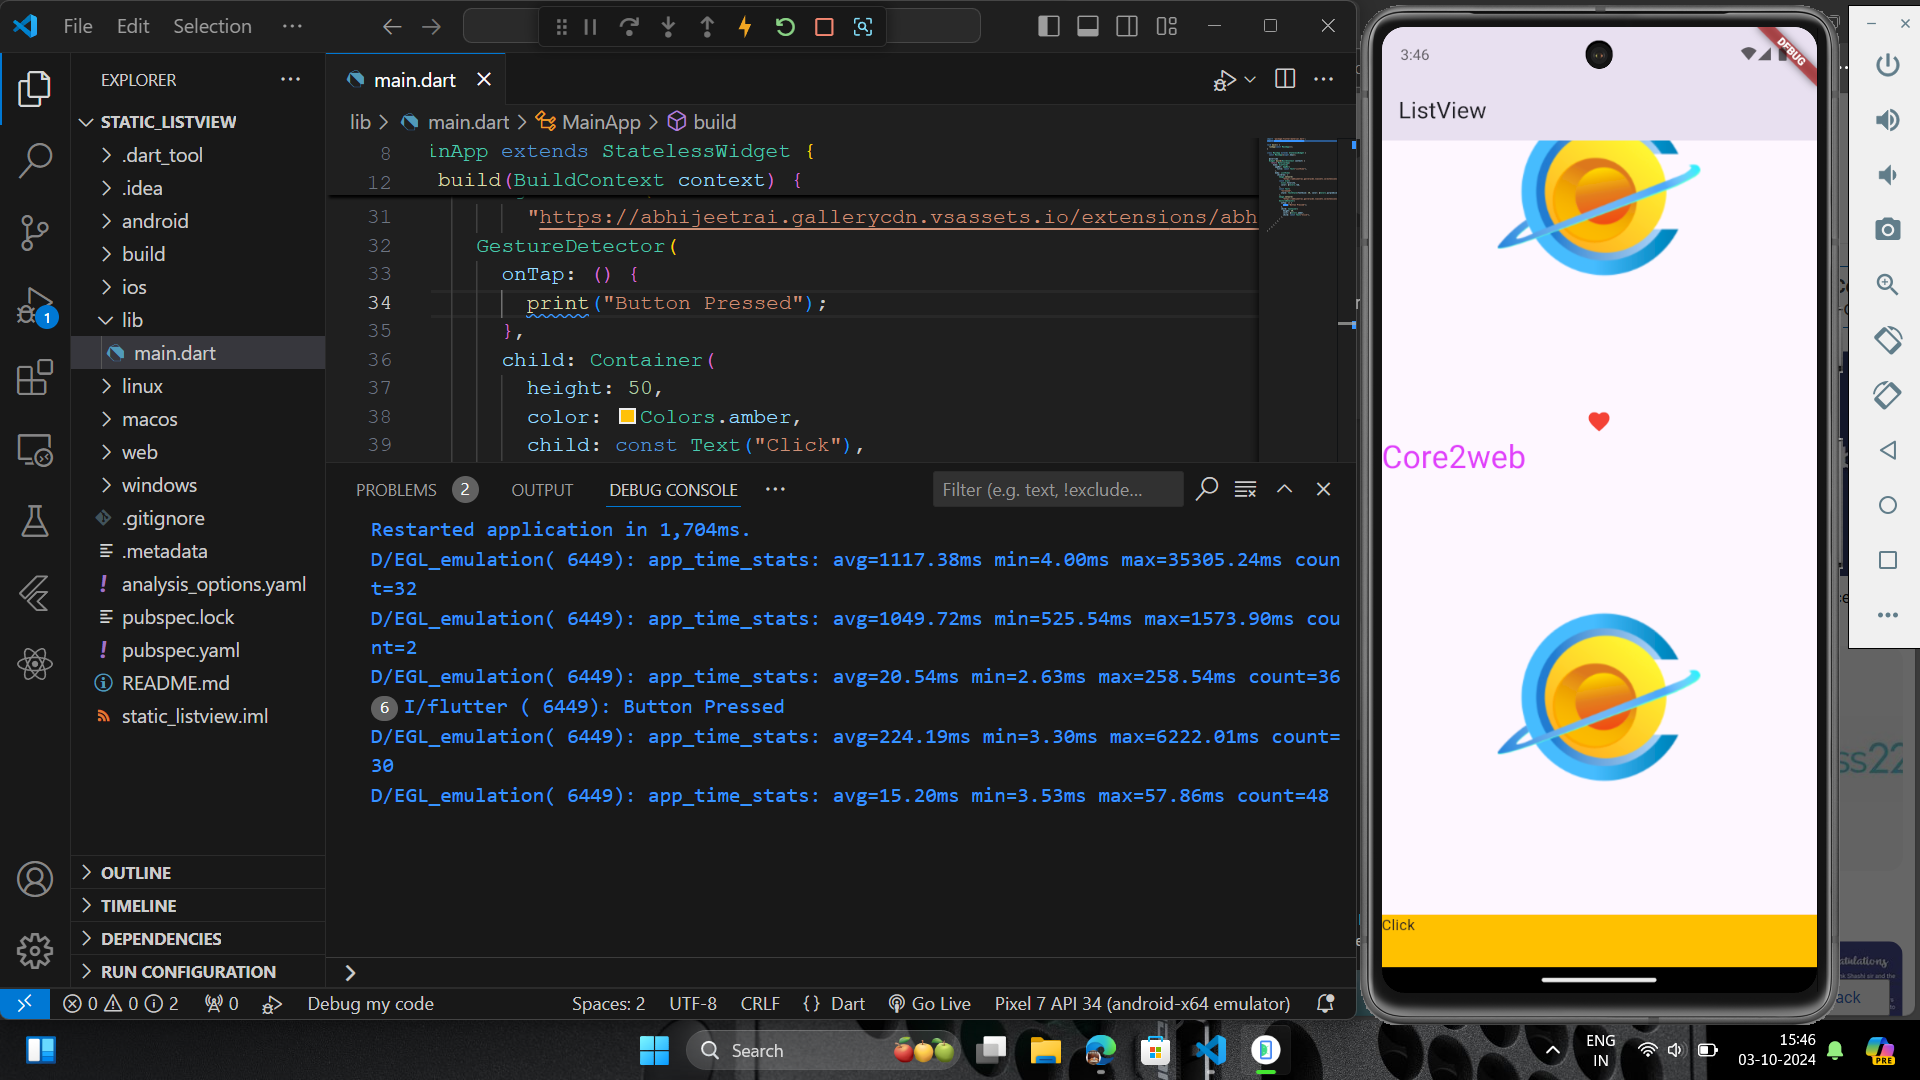 File Edit Selection ···
EXPLORER
STATIC_LISTVIEW
.dart_tool
.idea
android
build
ios
lib
main.dart
linux
macos
web
windows
.gitignore
.metadata
analysis_options.yaml
pubspec.lock
pubspec.yaml
README.md
static_listview.iml
OUTLINE
TIMELINE
DEPENDENCIES
RUN CONFIGURATION
1
main.dart
lib > main.dart > MainApp > build
8 inApp extends StatelessWidget {
12 build(BuildContext context) {
31 "https://abhijeetrai.gallerycdn.vsassets.io/extensions/abh
32 GestureDetector(
33 onTap: () {
34 print("Button Pressed");
35 },
36 child: Container(
37 height: 50,
38 color: Colors.amber,
39 child: const Text("Click"),
PROBLEMS 2 OUTPUT DEBUG CONSOLE ··· Filter (e.g. text, !exclude...
Restarted application in 1,704ms.
D/EGL_emulation( 6449): app_time_stats: avg=1117.38ms min=4.00ms max=35305.24ms coun
t=32
D/EGL_emulation( 6449): app_time_stats: avg=1049.72ms min=525.54ms max=1573.90ms cou
nt=2
D/EGL_emulation( 6449): app_time_stats: avg=20.54ms min=2.63ms max=258.54ms count=36
6 I/flutter ( 6449): Button Pressed
D/EGL_emulation( 6449): app_time_stats: avg=224.19ms min=3.30ms max=6222.01ms count=
30
D/EGL_emulation( 6449): app_time_stats: avg=15.20ms min=3.53ms max=57.86ms count=48
>
0 0 2 0 Debug my code Spaces: 2 UTF-8 CRLF {} Dart Go Live Pixel 7 API 34 (android-x64 emulator)
3:46
DEBUG
ListView
Core2web
Click
ss22
ack
Search
ENG
IN
15:46
03-10-2024
PRE